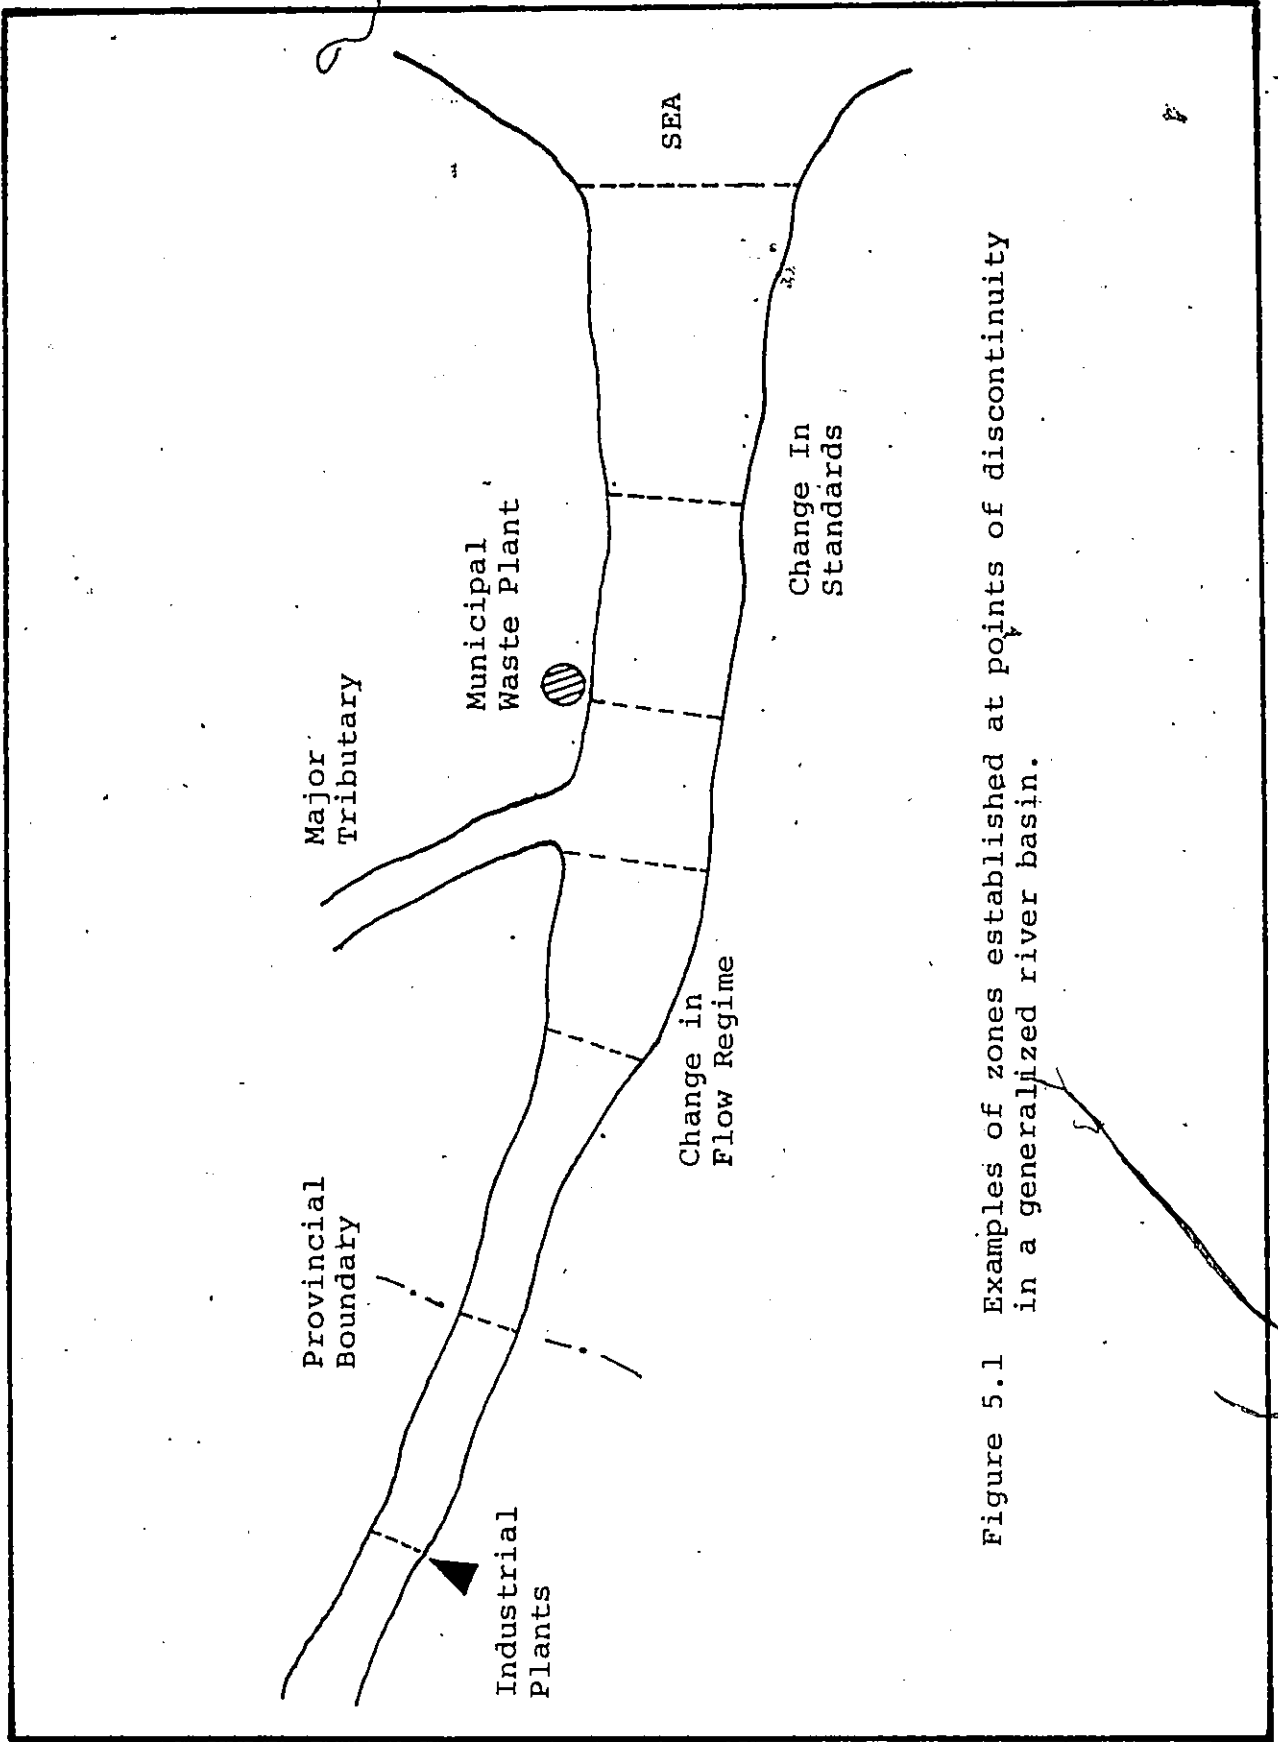 Provincial
Boundary
Major
Tributary
Municipal
Waste Plant
SEA
Industrial
Plants
Change in
Flow Regime
Change In
Standards
Figure 5.1 Examples of zones established at points of discontinuity
in a generalized river basin.